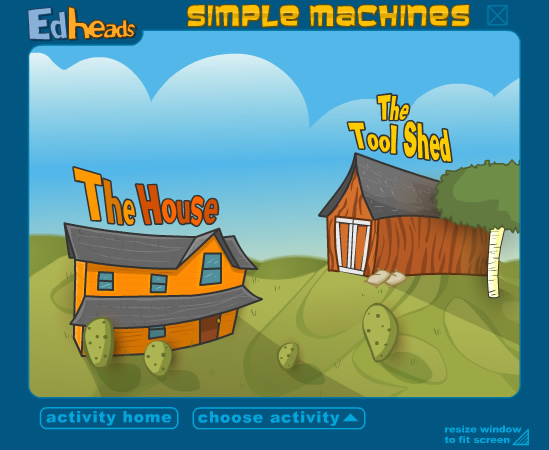 Edheads
SIMPLE MACHINES
The
Tool Shed
The House
activity home
choose activity
resize window
to fit screen